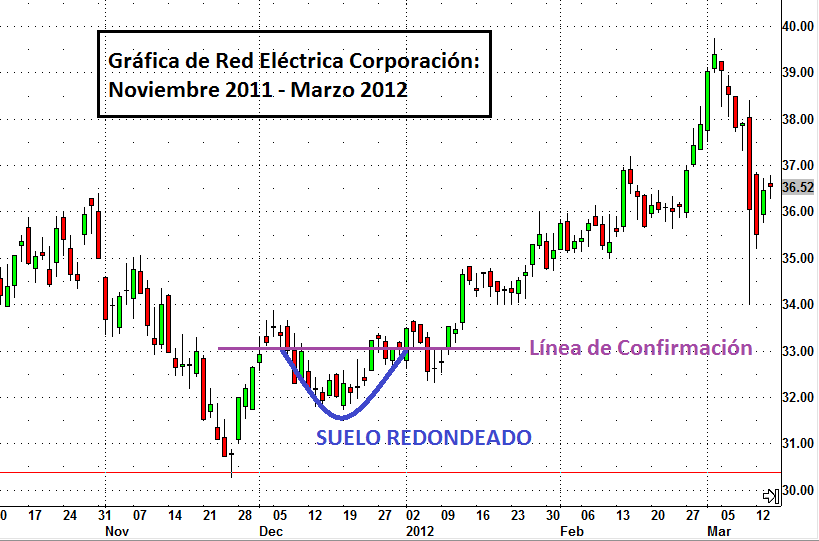 Gráfica de Red Eléctrica Corporación:
Noviembre 2011 - Marzo 2012
40.00
39.00
38.00
37.00
36.52
36.00
35.00
34.00
Línea de Confirmación
33.00
32.00
SUELO REDONDEADO
31.00
30.00
0 17 24 31 07 14 21 28 05 12 19 27 02 09 16 23 30 06 13 20 27 05 12
Nov Dec 2012 Feb Mar